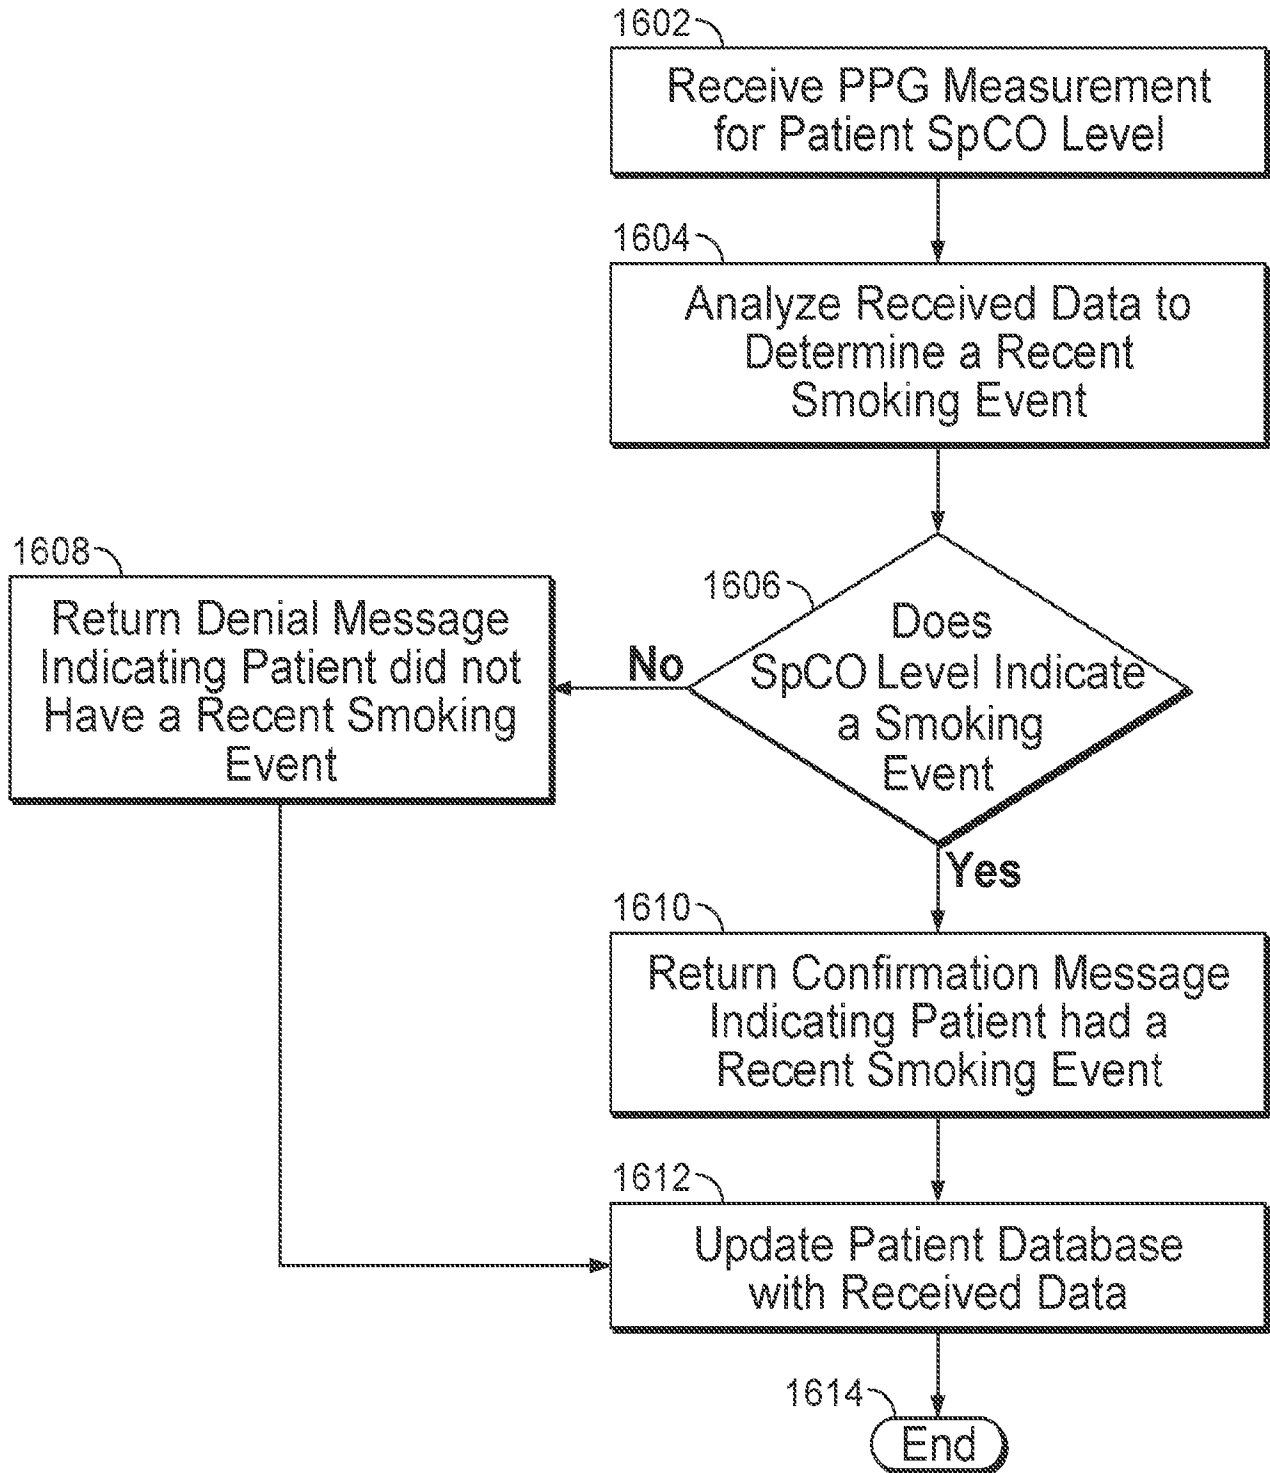 1602
Receive PPG Measurement
for Patient SpCO Level
1604
Analyze Received Data to
Determine a Recent
Smoking Event
1606
Does
SpCO Level Indicate
a Smoking
Event
No
1608
Return Denial Message
Indicating Patient did not
Have a Recent Smoking
Event
Yes
1610
Return Confirmation Message
Indicating Patient had a
Recent Smoking Event
1612
Update Patient Database
with Received Data
1614
End